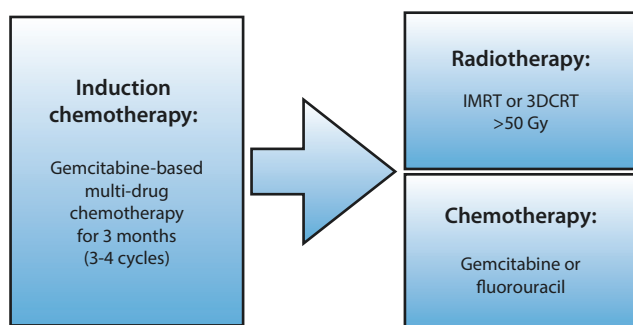 Induction
chemotherapy:
Gemcitabine-based
multi-drug
chemotherapy
for 3 months
(3-4 cycles)
Radiotherapy:
IMRT or 3DCRT
>50 Gy
Chemotherapy:
Gemcitabine or
fluorouracil